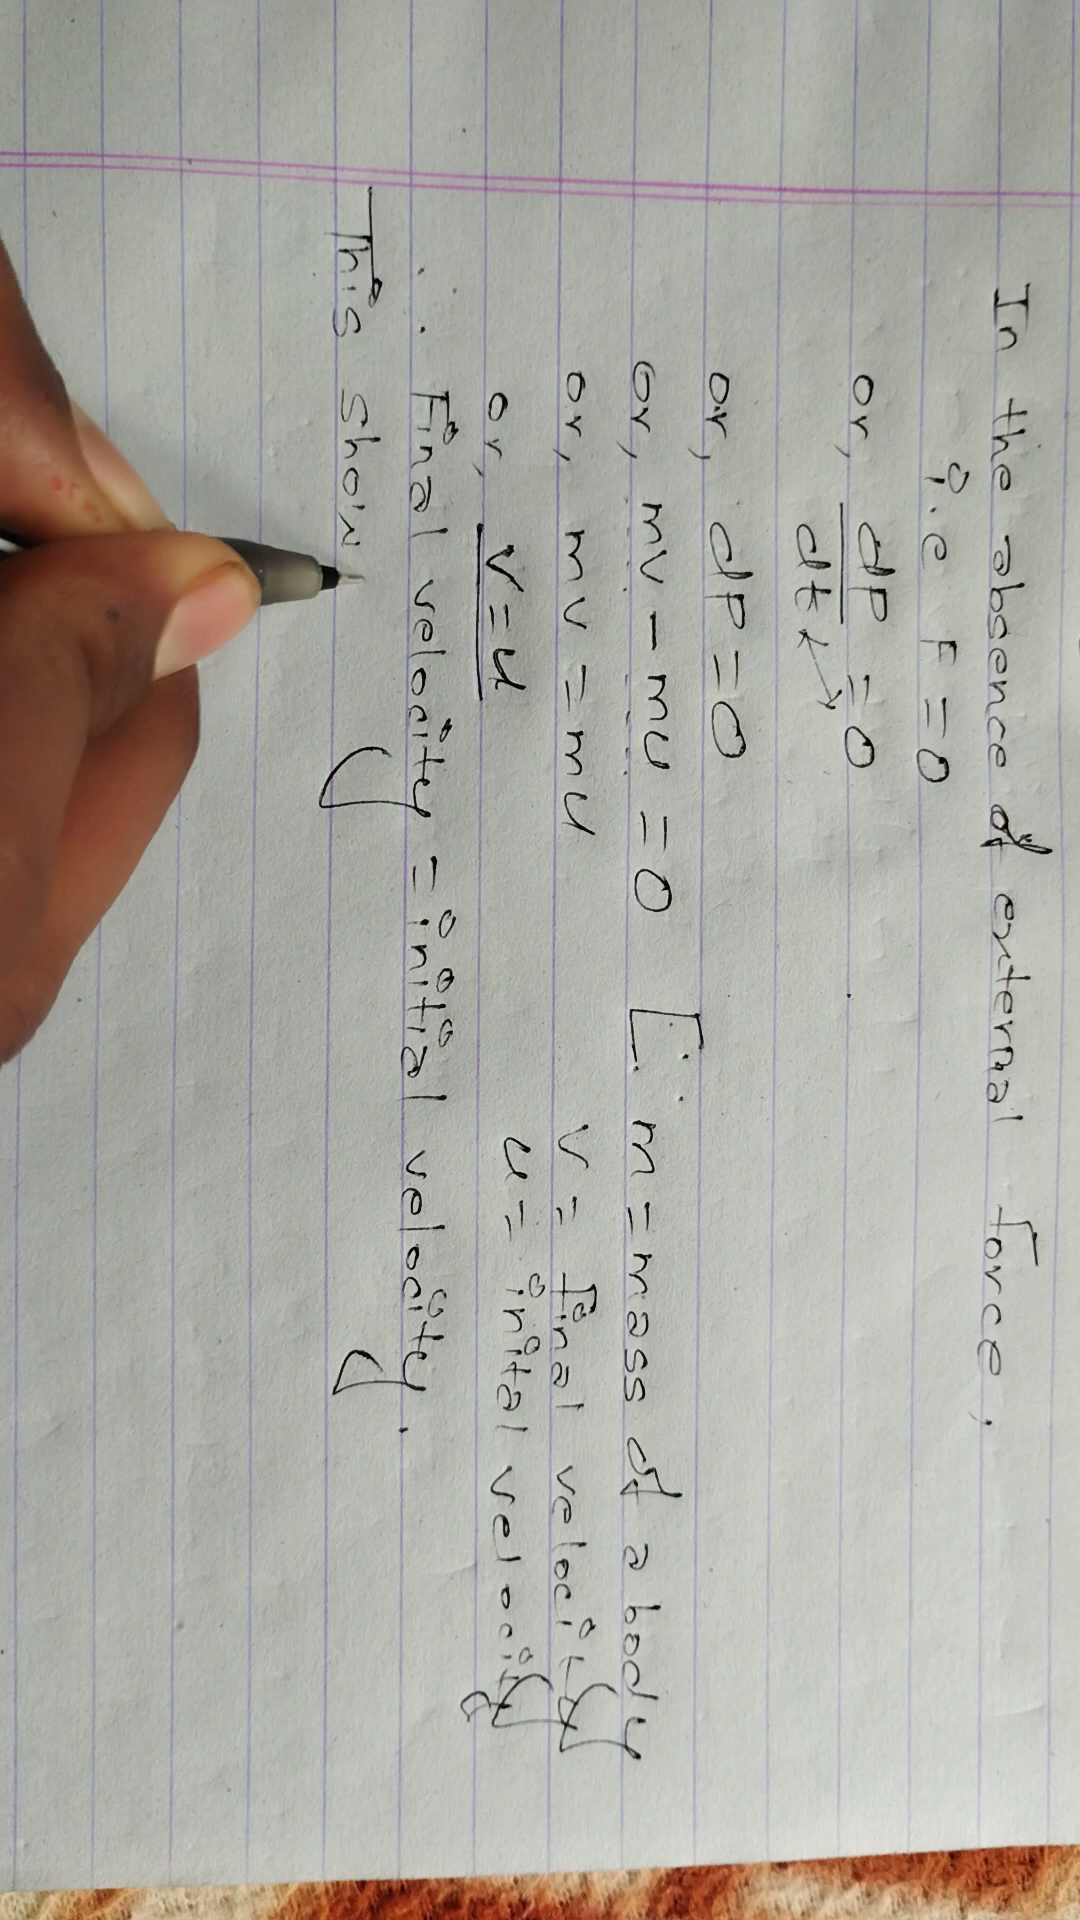 In the absence of external force,
i.e F = 0
or, dP/dt = 0
or, dP = 0
or, mv - mu = 0 [∵ m = mass of a body
or, mv = mu v = final velocity
or, v = u u = inital velocity
∴ Final velocity = initial velocity.
This show